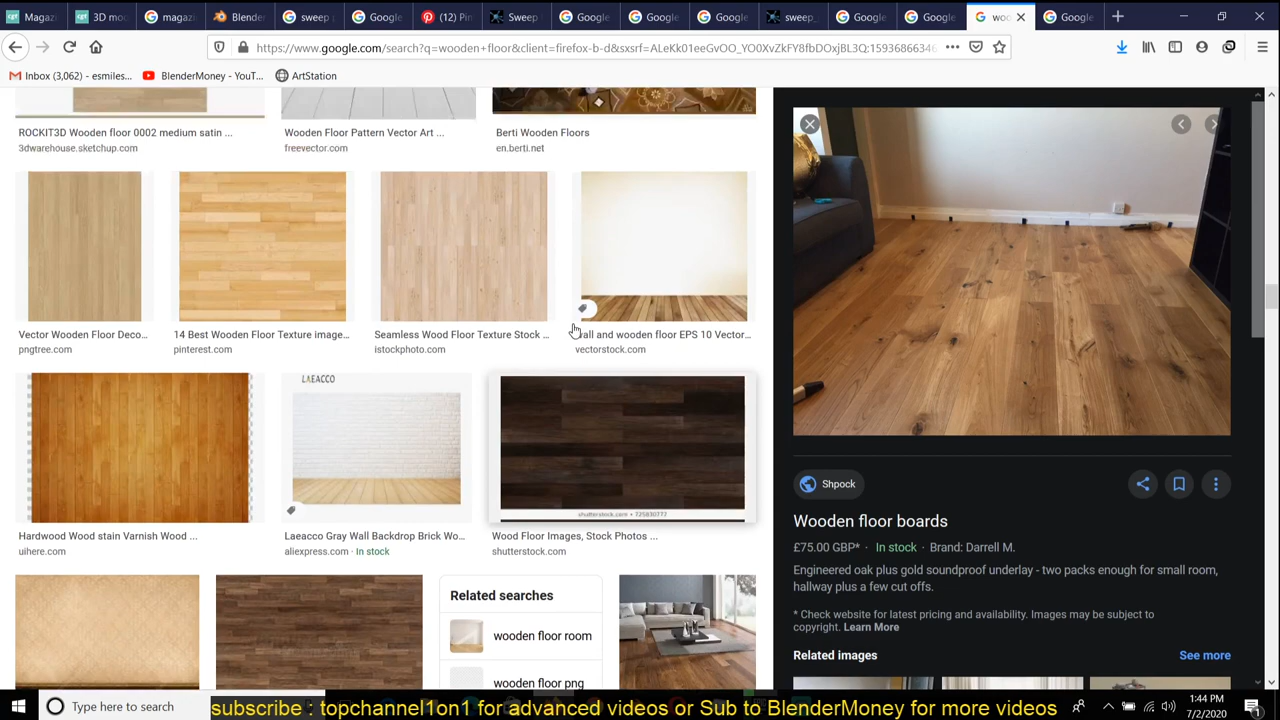 Magazi
3D mo
magazi
Blender
sweep
Google
(12) Pin
Sweep
Google
Google
Google
sweep_
Google
Google
woo
Google
https://www.google.com/search?q=wooden+floor&client=firefox-b-d&sxsrf=ALeKk01eeGvOO_YO0XvZkFY8fbDOxjBL3Q:15936866346
Inbox (3,062) - esmiles...
BlenderMoney - YouT...
ArtStation
ROCKIT3D Wooden floor 0002 medium satin ...
3dwarehouse.sketchup.com
Wooden Floor Pattern Vector Art ...
freevector.com
Berti Wooden Floors
en.berti.net
Vector Wooden Floor Deco...
pngtree.com
14 Best Wooden Floor Texture image...
pinterest.com
Seamless Wood Floor Texture Stock ...
istockphoto.com
wall and wooden floor EPS 10 Vector...
vectorstock.com
LAEACCO
shutterstock.com • 725830777
Hardwood Wood stain Varnish Wood ...
uihere.com
Laeacco Gray Wall Backdrop Brick Wo...
aliexpress.com · In stock
Wood Floor Images, Stock Photos ...
shutterstock.com
Related searches
wooden floor room
wooden floor png
Shpock
Wooden floor boards
£75.00 GBP* · In stock · Brand: Darrell M.
Engineered oak plus gold soundproof underlay - two packs enough for small room,
hallway plus a few cut offs.
* Check website for latest pricing and availability. Images may be subject to
copyright. Learn More
Related images
See more
Type here to search
subscribe : topchannel1on1 for advanced videos or Sub to BlenderMoney for more videos
1:44 PM
7/2/2020